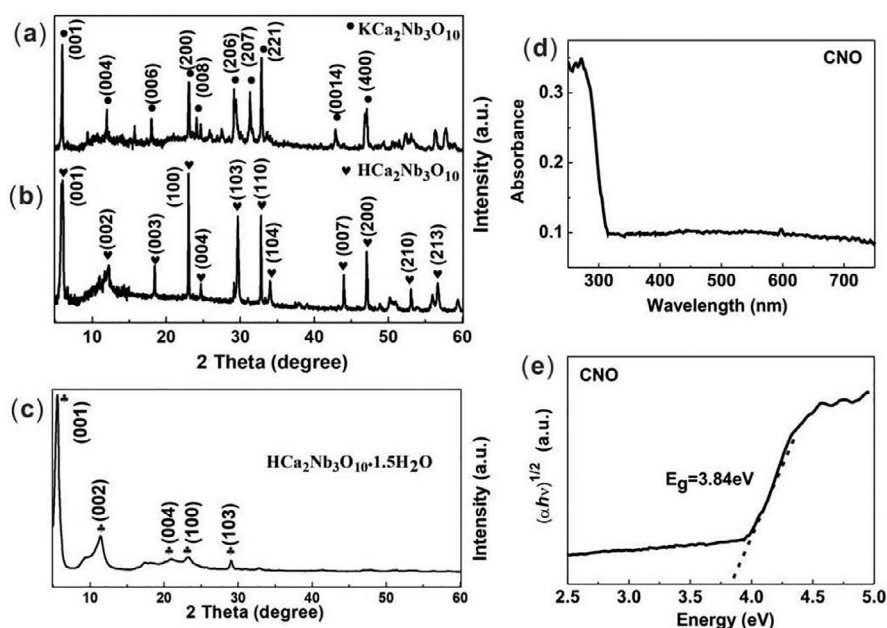 (a)
● KCa₂Nb₃O₁₀
(001)
(004)
(006)
(200)
(008)
(206)
(207)
(221)
(0014)
(400)
(b)
♥ HCa₂Nb₃O₁₀
(001)
(002)
(003)
(100)
(004)
(103)
(110)
(104)
(007)
(200)
(210)
(213)
Intensity (a.u.)
10 20 30 40 50 60
2 Theta (degree)
(c)
(001)
(002)
(004)
(100)
(103)
HCa₂Nb₃O₁₀•1.5H₂O
Intensity (a.u.)
10 20 30 40 50 60
2 Theta (degree)
(d)
CNO
Absorbance
0.3
0.2
0.1
300 400 500 600 700
Wavelength (nm)
(e)
CNO
(αhν)¹/² (a.u.)
Eg=3.84eV
2.5 3.0 3.5 4.0 4.5 5.0
Energy (eV)